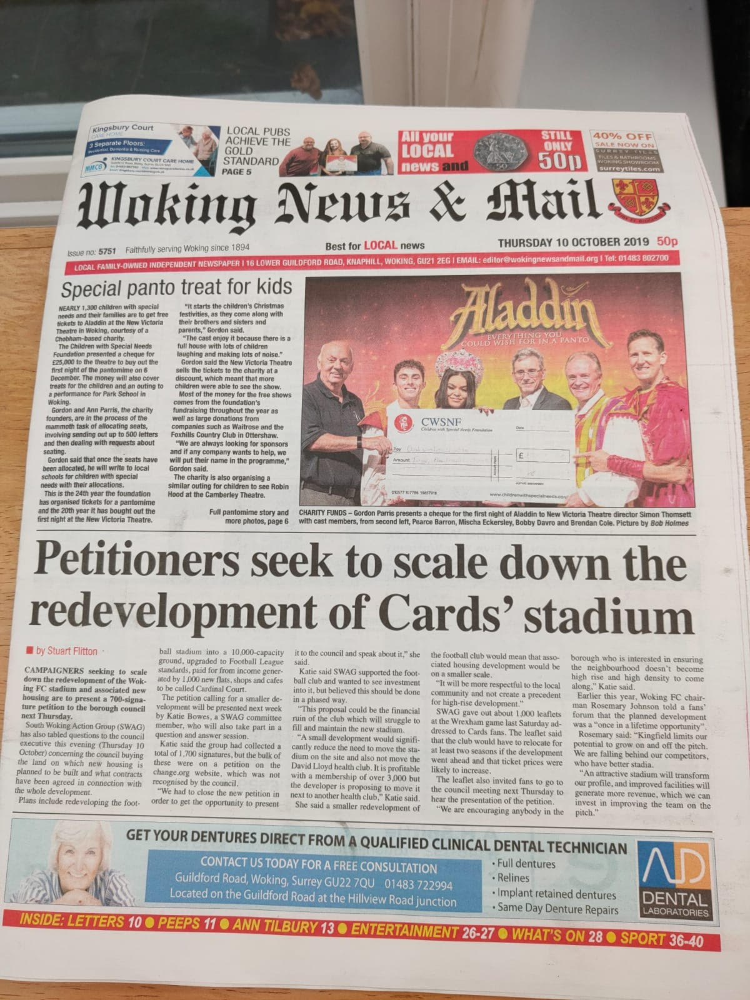 Kingsbury Court
CARE HOME
3 Separate Floors:
Residential, Dementia & Nursing Care
MMCG
KINGSBURY COURT CARE HOME
LOCAL PUBS
ACHIEVE THE
GOLD
STANDARD
PAGE 5
All your
LOCAL
news and
50
STILL
ONLY
50p
40% OFF
SALE NOW ON
SURREY TILES
TILES & BATHROOMS
WOKING SHOWROOM
surreytiles.com
Woking News & Mail
Issue no: 5751 Faithfully serving Woking since 1894
Best for LOCAL news
THURSDAY 10 OCTOBER 2019 50p
LOCAL FAMILY-OWNED INDEPENDENT NEWSPAPER | 16 LOWER GUILDFORD ROAD, KNAPHILL, WOKING, GU21 2EG | EMAIL: editor@wokingnewsandmail.org | Tel: 01483 802700
Special panto treat for kids
NEARLY 1,300 children with special
needs and their families are to get free
tickets to Aladdin at the New Victoria
Theatre in Woking, courtesy of a
Chobham-based charity.
The Children with Special Needs
Foundation presented a cheque for
£25,000 to the theatre to buy out the
first night of the pantomime on 6
December. The money will also cover
treats for the children and an outing to
a performance for Park School in
Woking.
Gordon and Ann Parris, the charity
founders, are in the process of the
mammoth task of allocating seats,
involving sending out up to 500 letters
and then dealing with requests about
seating.
Gordon said that once the seats have
been allocated, he will write to local
schools for children with special
needs with their allocations.
This is the 24th year the foundation
has organised tickets for a pantomime
and the 20th year it has bought out the
first night at the New Victoria Theatre.
"It starts the children's Christmas
festivities, as they come along with
their brothers and sisters and
parents," Gordon said.
"The cast enjoy it because there is a
full house with lots of children
laughing and making lots of noise."
Gordon said the New Victoria Theatre
sells the tickets to the charity at a
discount, which meant that more
children were able to see the show.
Most of the money for the free shows
comes from the foundation's
fundraising throughout the year as
well as large donations from
companies such as Waitrose and the
Foxhills Country Club in Ottershaw.
"We are always looking for sponsors
and if any company wants to help, we
will put their name in the programme,"
Gordon said.
The charity is also organising a
similar outing for children to see Robin
Hood at the Camberley Theatre.
Full pantomime story and
more photos, page 6
Aladdin
EVERYTHING YOU
COULD WISH FOR IN A PANTO
CWSNF
Children with Special Needs Foundation
Date
Pay
Amount
£
010577 107786 59657918
www.childrenwithspecialneeds.co.u
CHARITY FUNDS – Gordon Parris presents a cheque for the first night of Aladdin to New Victoria Theatre director Simon Thomsett
with cast members, from second left, Pearce Barron, Mischa Eckersley, Bobby Davro and Brendan Cole. Picture by Bob Holmes
Petitioners seek to scale down the
redevelopment of Cards' stadium
by Stuart Flitton
CAMPAIGNERS seeking to scale
down the redevelopment of the Wok-
ing FC stadium and associated new
housing are to present a 700-signa-
ture petition to the borough council
next Thursday.
South Woking Action Group (SWAG)
has also tabled questions to the council
executive this evening (Thursday 10
October) concerning the council buying
the land on which new housing is
planned to be built and what contracts
have been agreed in connection with
the whole development.
Plans include redeveloping the foot-
ball stadium into a 10,000-capacity
ground, upgraded to Football League
standards, paid for from income gener-
ated by 1,000 new flats, shops and cafes
to be called Cardinal Court.
The petition calling for a smaller de-
velopment will be presented next week
by Katie Bowes, a SWAG committee
member, who will also take part in a
question and answer session.
Katie said the group had collected a
total of 1,700 signatures, but the bulk of
these were on a petition on the
change.org website, which was not
recognised by the council.
"We had to close the new petition in
order to get the opportunity to present
it to the council and speak about it," she
said.
Katie said SWAG supported the foot-
ball club and wanted to see investment
into it, but believed this should be done
in a phased way.
"This proposal could be the financial
ruin of the club which will struggle to
fill and maintain the new stadium.
"A small development would signifi-
cantly reduce the need to move the sta-
dium on the site and also not move the
David Lloyd health club. It is profitable
with a membership of over 3,000 but
the developer is proposing to move it
next to another health club," Katie said.
She said a smaller redevelopment of
the football club would mean that asso-
ciated housing development would be
on a smaller scale.
"It will be more respectful to the local
community and not create a precedent
for high-rise development."
SWAG gave out about 1,000 leaflets
at the Wrexham game last Saturday ad-
dressed to Cards fans. The leaflet said
that the club would have to relocate for
at least two seasons if the development
went ahead and that ticket prices were
likely to increase.
The leaflet also invited fans to go to
the council meeting next Thursday to
hear the presentation of the petition.
"We are encouraging anybody in the
borough who is interested in ensuring
the neighbourhood doesn't become
high rise and high density to come
along," Katie said.
Earlier this year, Woking FC chair-
man Rosemary Johnson told a fans'
forum that the planned development
was a "once in a lifetime opportunity".
Rosemary said: "Kingfield limits our
potential to grow on and off the pitch.
We are falling behind our competitors,
who have better stadia.
"An attractive stadium will transform
our profile, and improved facilities will
generate more revenue, which we can
invest in improving the team on the
pitch."
GET YOUR DENTURES DIRECT FROM A QUALIFIED CLINICAL DENTAL TECHNICIAN
CONTACT US TODAY FOR A FREE CONSULTATION
Guildford Road, Woking, Surrey GU22 7QU 01483 722994
Located on the Guildford Road at the Hillview Road junction
• Full dentures
• Relines
• Implant retained dentures
• Same Day Denture Repairs
AD
DENTAL
LABORATORIES
INSIDE: LETTERS 10 ● PEEPS 11 ● ANN TILBURY 13 ● ENTERTAINMENT 26-27 ● WHAT'S ON 28 ● SPORT 36-40